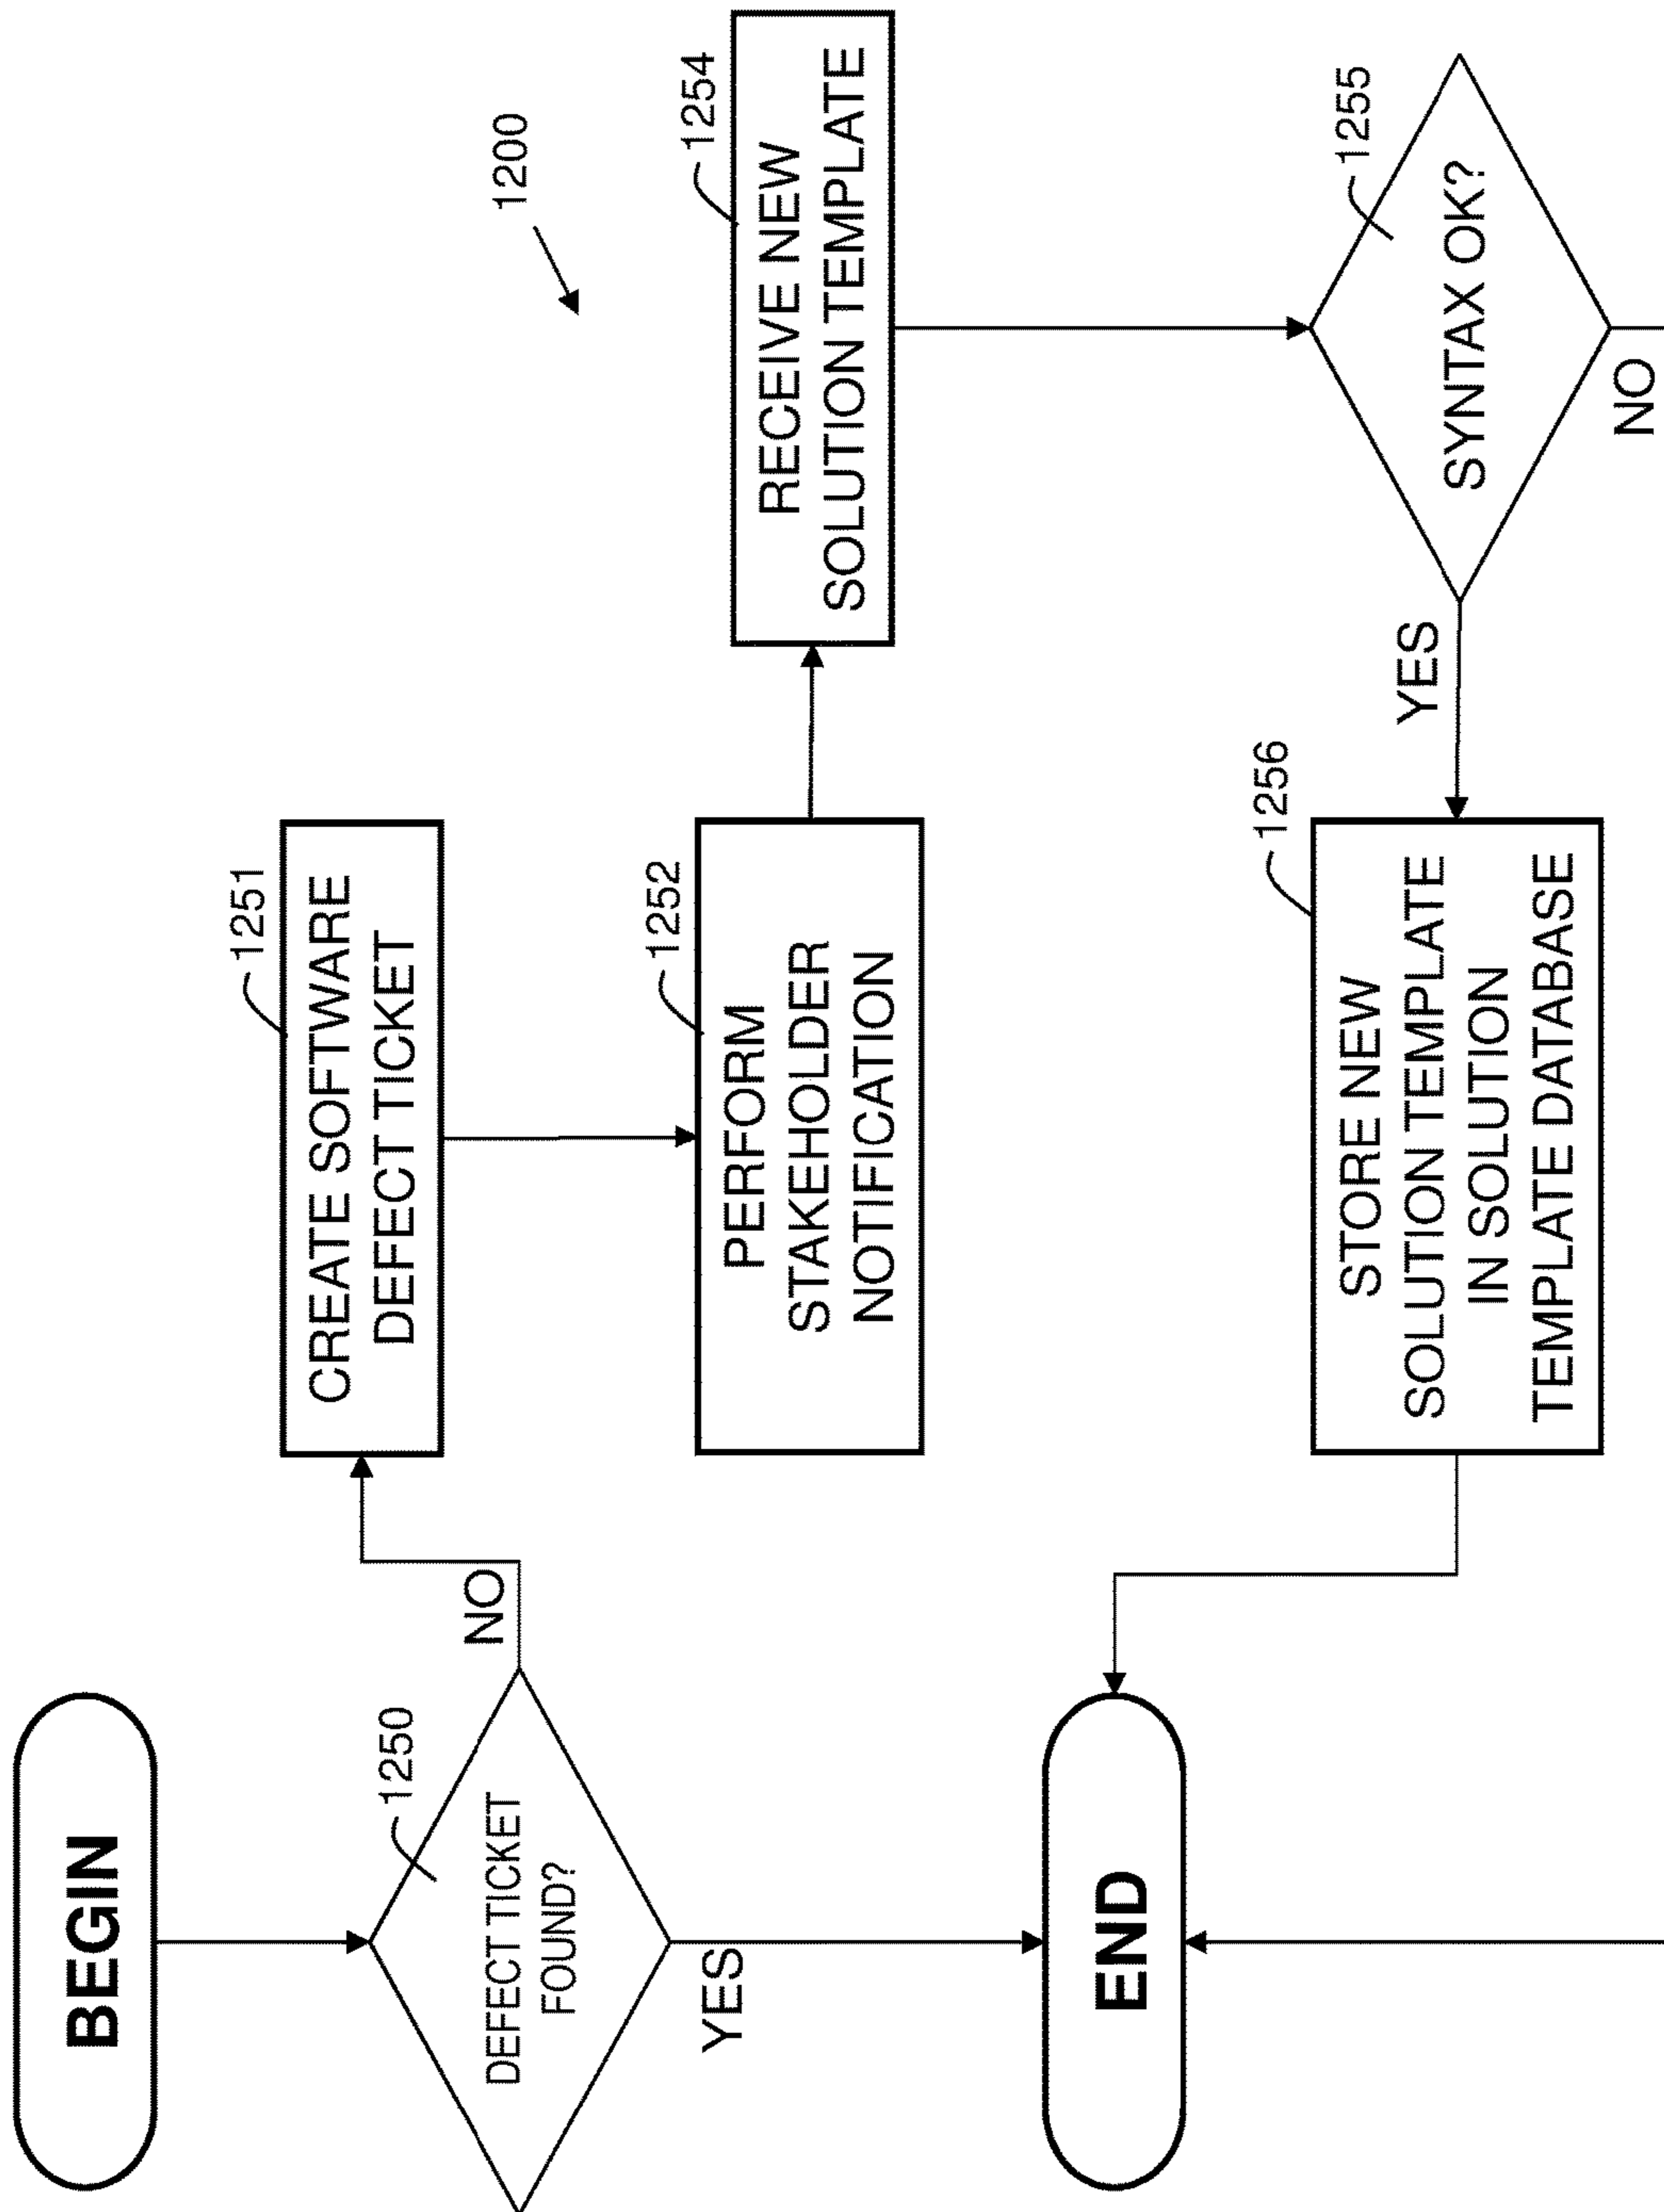 1200
BEGIN
1250
DEFECT TICKET
FOUND?
NO
YES
1251
CREATE SOFTWARE
DEFECT TICKET
1252
PERFORM
STAKEHOLDER
NOTIFICATION
1254
RECEIVE NEW
SOLUTION TEMPLATE
1255
SYNTAX OK?
YES
NO
1256
STORE NEW
SOLUTION TEMPLATE
IN SOLUTION
TEMPLATE DATABASE
END